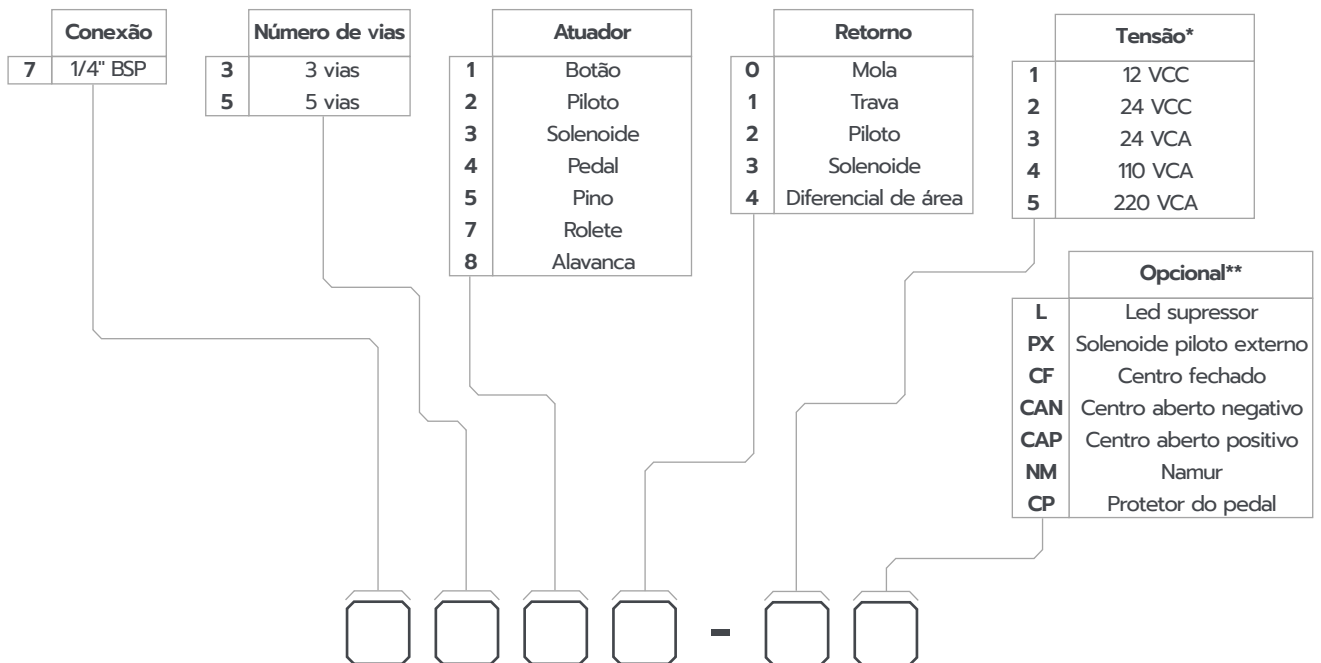 Conexão
7 1/4" BSP
Número de vias
3 3 vias
5 5 vias
Atuador
1 Botão
2 Piloto
3 Solenoide
4 Pedal
5 Pino
7 Rolete
8 Alavanca
Retorno
0 Mola
1 Trava
2 Piloto
3 Solenoide
4 Diferencial de área
Tensão*
1 12 VCC
2 24 VCC
3 24 VCA
4 110 VCA
5 220 VCA
Opcional**
L Led supressor
PX Solenoide piloto externo
CF Centro fechado
CAN Centro aberto negativo
CAP Centro aberto positivo
NM Namur
CP Protetor do pedal
-